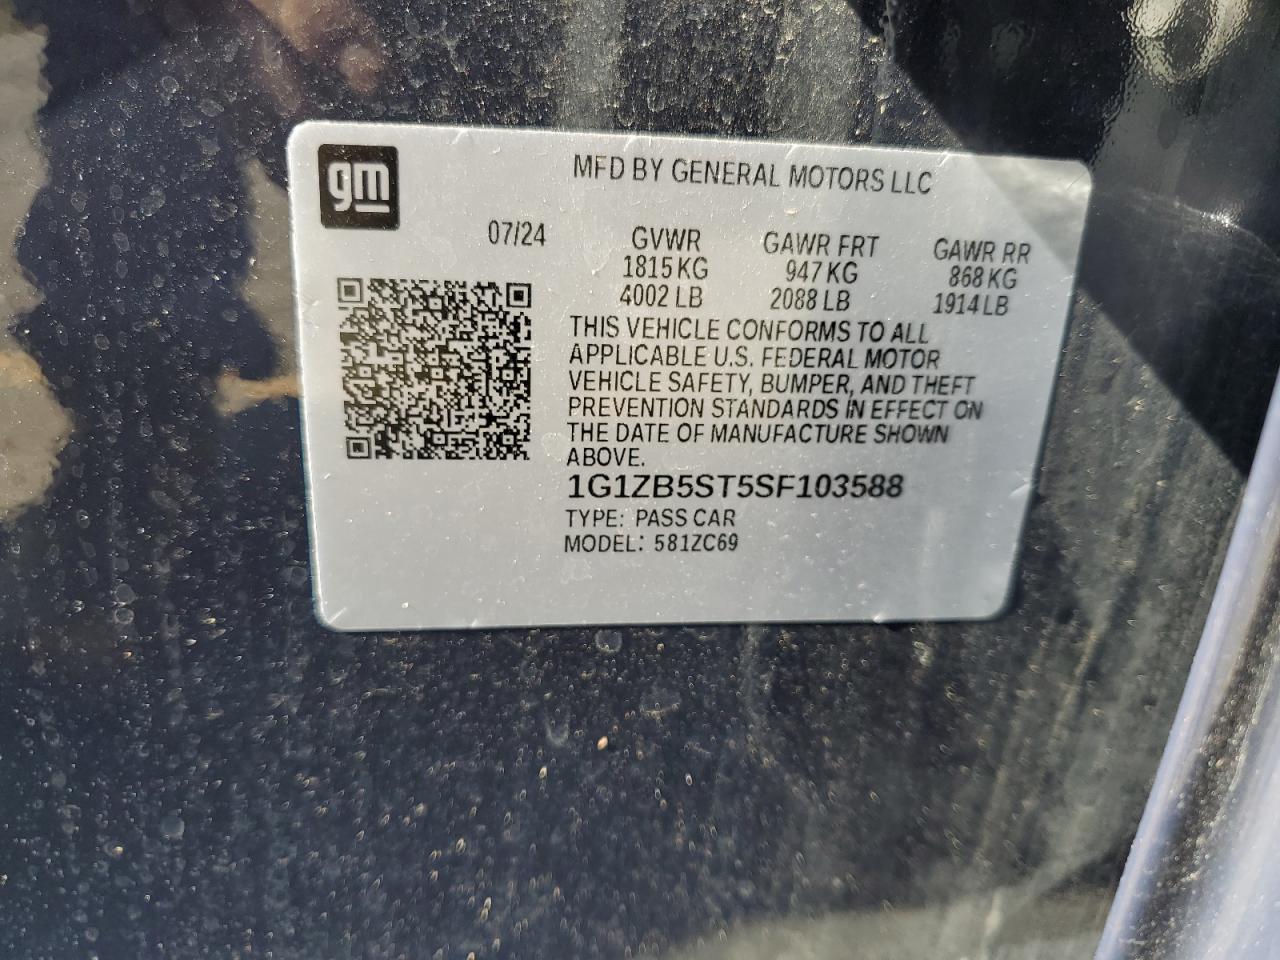 gm
MFD BY GENERAL MOTORS LLC
07/24 GVWR GAWR FRT GAWR RR
1815 KG 947 KG 868 KG
4002 LB 2088 LB 1914 LB
THIS VEHICLE CONFORMS TO ALL
APPLICABLE U.S. FEDERAL MOTOR
VEHICLE SAFETY, BUMPER, AND THEFT
PREVENTION STANDARDS IN EFFECT ON
THE DATE OF MANUFACTURE SHOWN
ABOVE.
1G1ZB5ST5SF103588
TYPE: PASS CAR
MODEL: 581ZC69